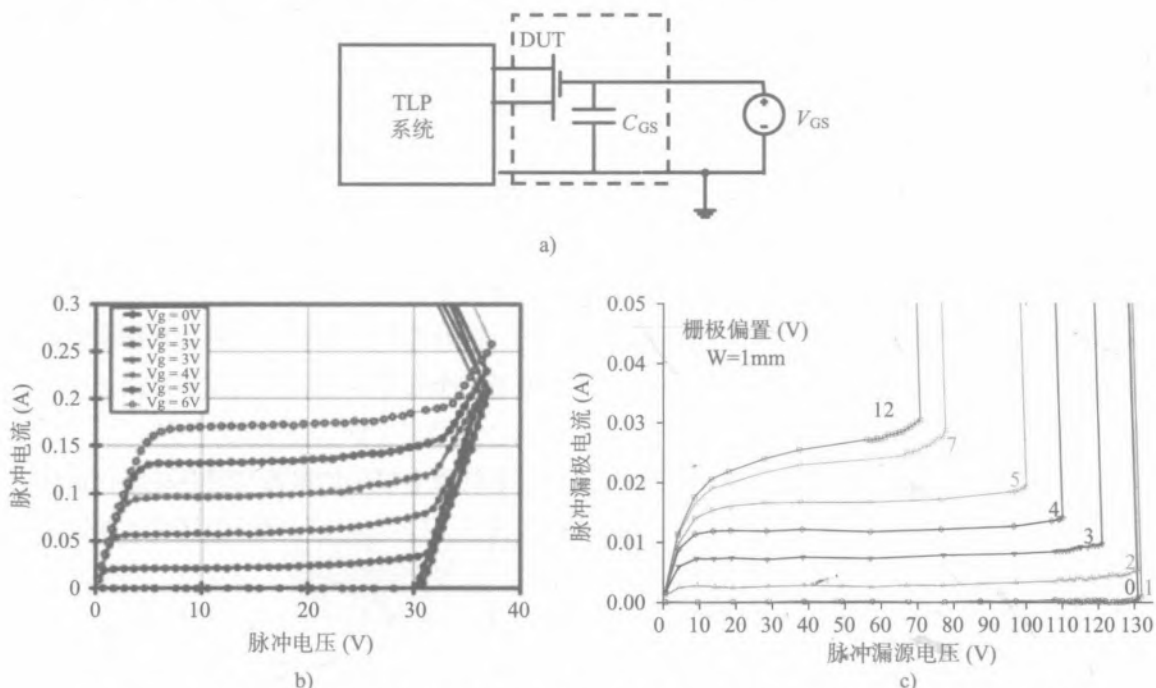 DUT
TLP
系统
C_GS
V_GS
a)
脉冲电流 (A)
0.3
0.25
0.2
0.15
0.1
0.05
0
Vg = 0V
Vg = 1V
Vg = 3V
Vg = 3V
Vg = 4V
Vg = 5V
Vg = 6V
0
10
20
30
40
脉冲电压 (V)
b)
脉冲漏极电流 (A)
0.05
0.04
0.03
0.02
0.01
0.00
栅极偏置 (V)
W=1mm
12
7
5
4
3
2
0
1
0 10 20 30 40 50 60 70 80 90 100 110 120 130
脉冲漏源电压 (V)
c)